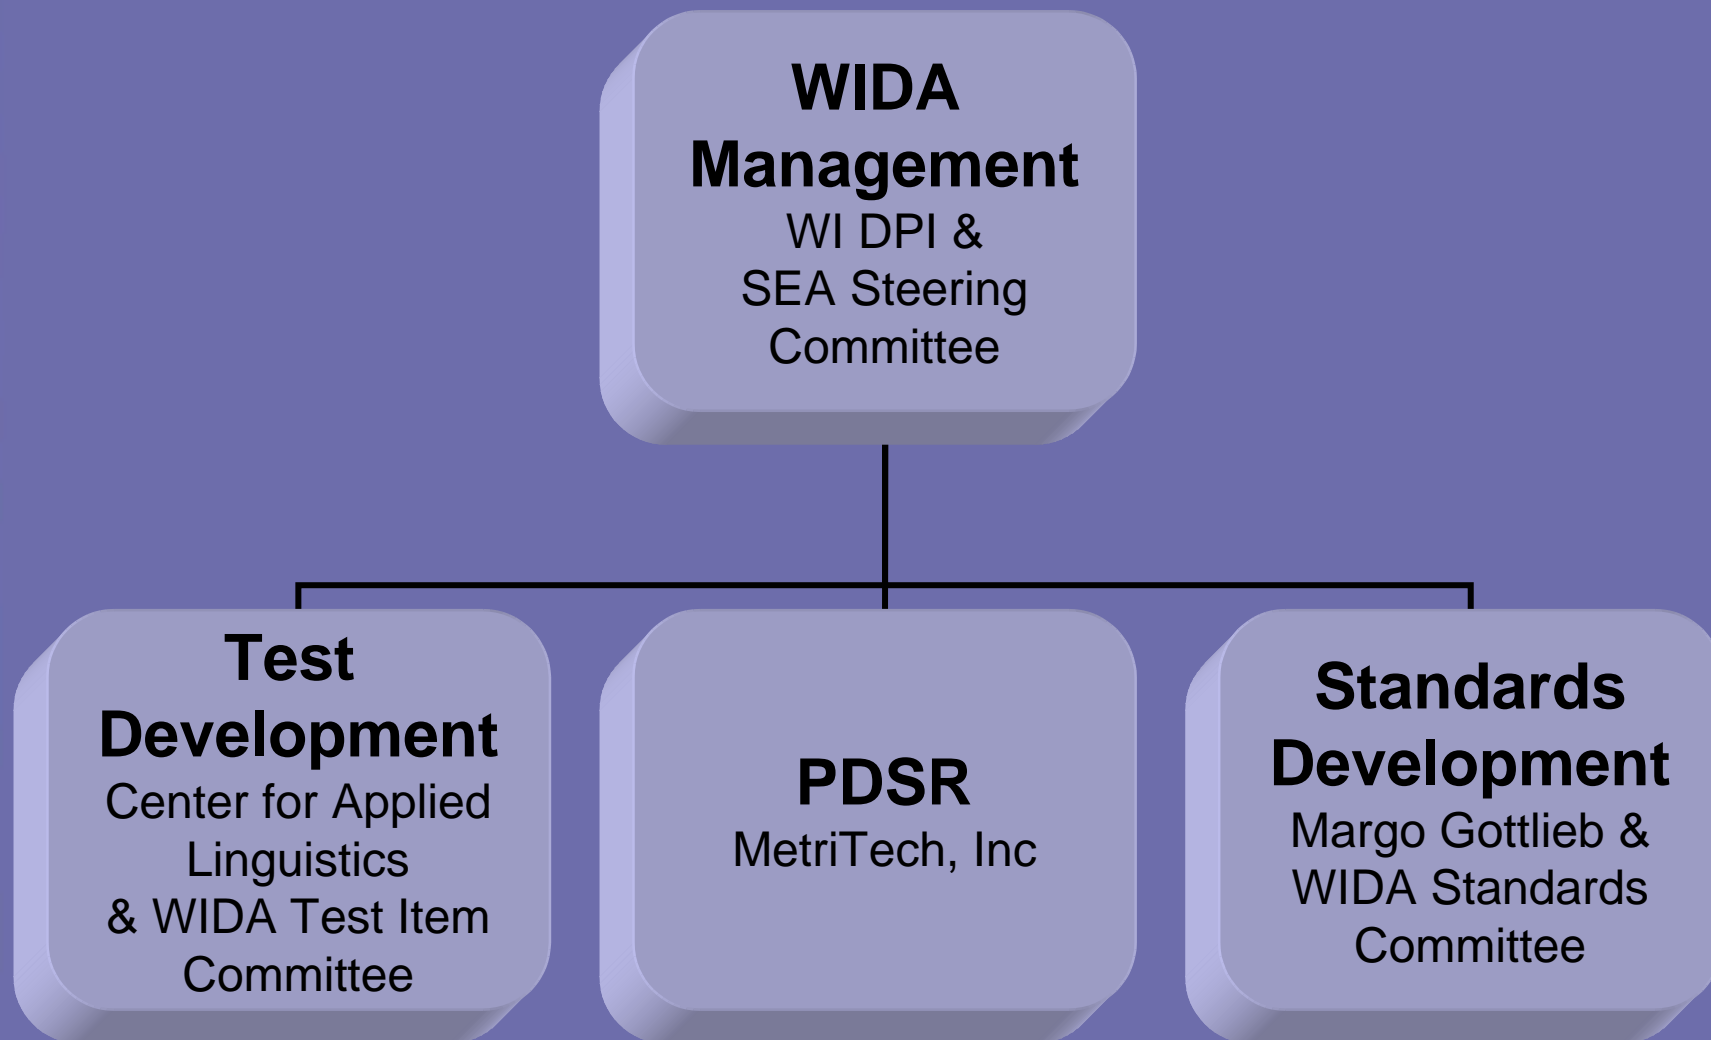 WIDA
Management
WI DPI &
SEA Steering
Committee
Test
Development
Center for Applied
Linguistics
& WIDA Test Item
Committee
PDSR
MetriTech, Inc
Standards
Development
Margo Gottlieb &
WIDA Standards
Committee